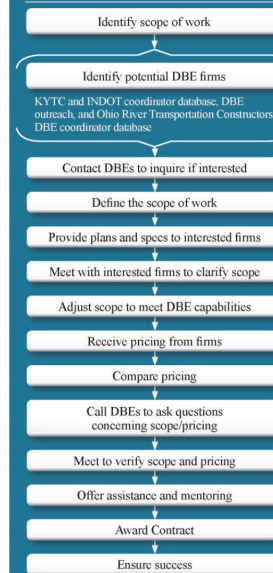 Identify scope of work
Identify potential DBE firms
KYTC and INDOT coordinator database, DBE
outreach, and Ohio River Transportation Constructors
DBE coordinator database
Contact DBEs to inquire if interested
Define the scope of work
Provide plans and specs to interested firms
Meet with interested firms to clarify scope
Adjust scope to meet DBE capabilities
Receive pricing from firms
Compare pricing
Call DBEs to ask questions
concerning scope/pricing
Meet to verify scope and pricing
Offer assistance and mentoring
Award Contract
Ensure success